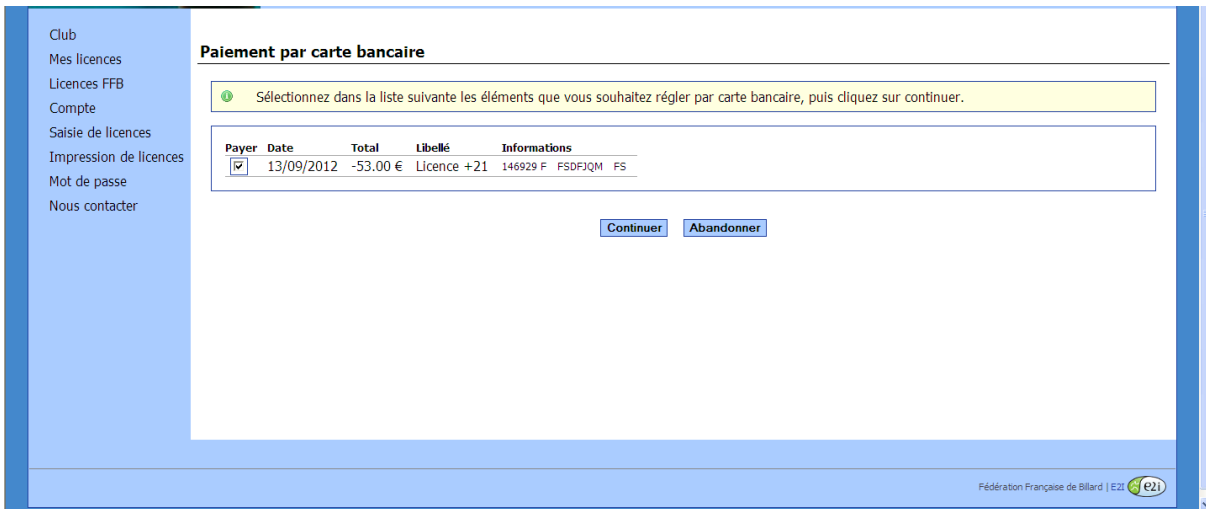 Club
Mes licences
Licences FFB
Compte
Saisie de licences
Impression de licences
Mot de passe
Nous contacter
Paiement par carte bancaire
Sélectionnez dans la liste suivante les éléments que vous souhaitez régler par carte bancaire, puis cliquez sur continuer.
Payer Date Total Libellé Informations
13/09/2012 -53.00 € Licence +21 146929 F FSDFJQM FS
Continuer Abandonner
Fédération Française de Billard | E2I e2i